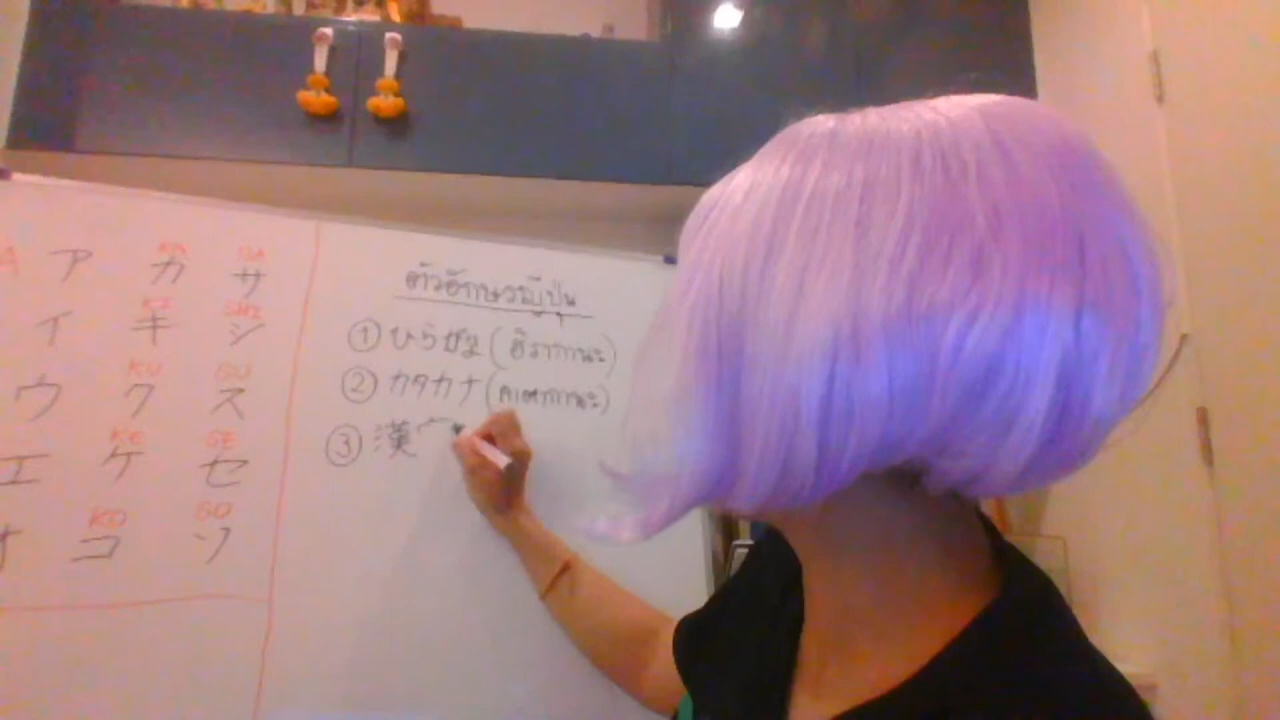 A ア KA カ SA サ
イ KI キ SHI シ
ウ KU ク SU ス
エ KE ケ SE セ
オ KO コ SO ソ
ตัวอักษรญี่ปุ่น
① ひらがな (ฮิรากานะ)
② カタカナ (คาตากานะ)
③ 漢